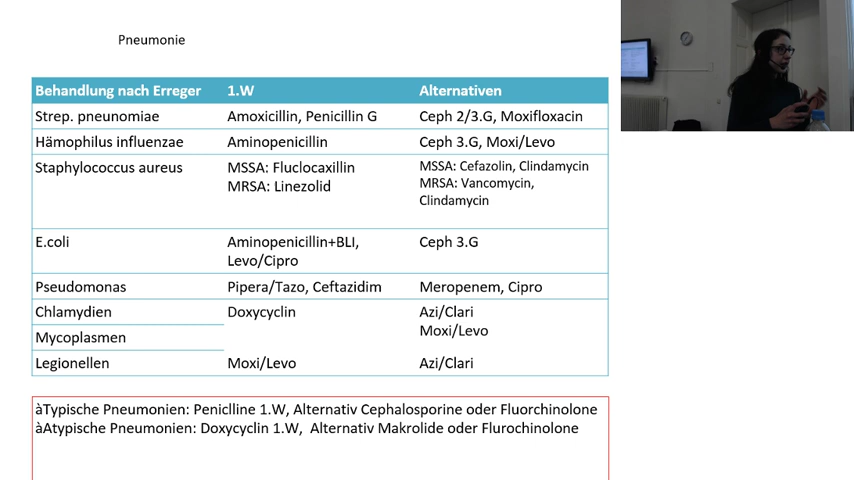 Pneumonie
Behandlung nach Erreger 1.W Alternativen
Strep. pneumoniae Amoxicillin, Penicillin G Ceph 2/3.G, Moxifloxacin
Hämophilus influenzae Aminopenicillin Ceph 3.G, Moxi/Levo
Staphylococcus aureus MSSA: Fluclocaxillin MSSA: Cefazolin, Clindamycin
MRSA: Linezolid MRSA: Vancomycin,
Clindamycin
E.coli Aminopenicillin+BLI, Ceph 3.G
Levo/Cipro
Pseudomonas Pipera/Tazo, Ceftazidim Meropenem, Cipro
Chlamydien Doxycyclin Azi/Clari
Moxi/Levo
Mycoplasmen
Legionellen Moxi/Levo Azi/Clari
àTypische Pneumonien: Peniclline 1.W, Alternativ Cephalosporine oder Fluorchinolone
àAtypische Pneumonien: Doxycyclin 1.W, Alternativ Makrolide oder Flurochinolone